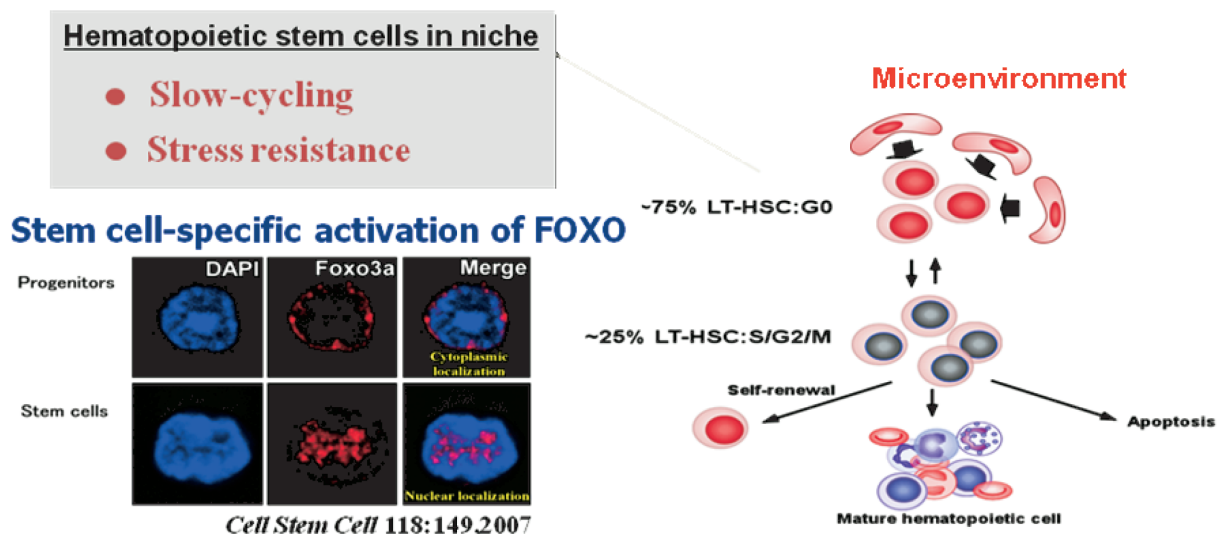 Hematopoietic stem cells in niche
● Slow-cycling
● Stress resistance
Stem cell-specific activation of FOXO
DAPI Foxo3a Merge
Progenitors
Cytoplasmic
localization
Stem cells
Nuclear localization
Cell Stem Cell 118:149.2007
Microenvironment
~75% LT-HSC:G0
~25% LT-HSC:S/G2/M
Self-renewal
Apoptosis
Mature hematopoietic cell